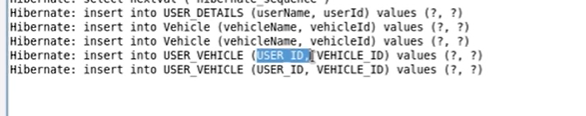 Hibernate: select nextval ('hibernate_sequence')
Hibernate: insert into USER_DETAILS (userName, userId) values (?, ?)
Hibernate: insert into Vehicle (vehicleName, vehicleId) values (?, ?)
Hibernate: insert into Vehicle (vehicleName, vehicleId) values (?, ?)
Hibernate: insert into USER_VEHICLE (USER_ID, VEHICLE_ID) values (?, ?)
Hibernate: insert into USER_VEHICLE (USER_ID, VEHICLE_ID) values (?, ?)